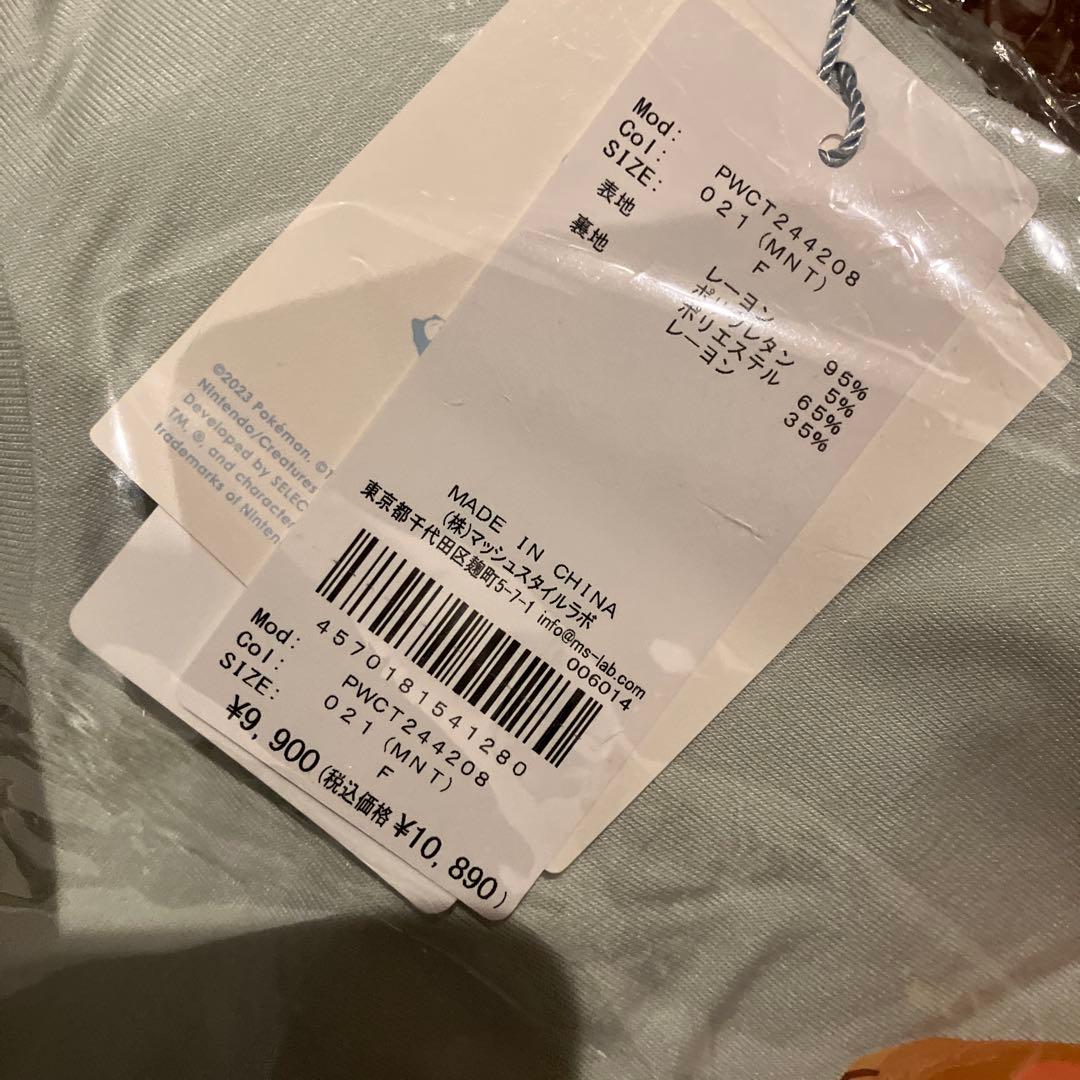 Mod: PWCT244208
Col: 021(MNT)
SIZE: F
表地 レーヨン 95%
ポリウレタン 5%
裏地 ポリエステル 65%
レーヨン 35%
MADE IN CHINA
(株)マッシュスタイルラボ
東京都千代田区麹町5-7-1 info@ms-lab.com
006014
4570181541280
Mod: PWCT244208
Col: 021(MNT)
SIZE: F
¥9,900(税込価格 ¥10,890)
©2023 Pokémon. ©
Nintendo/Creatures
Developed by SELEC
TM, ®, and character
trademarks of Ninten